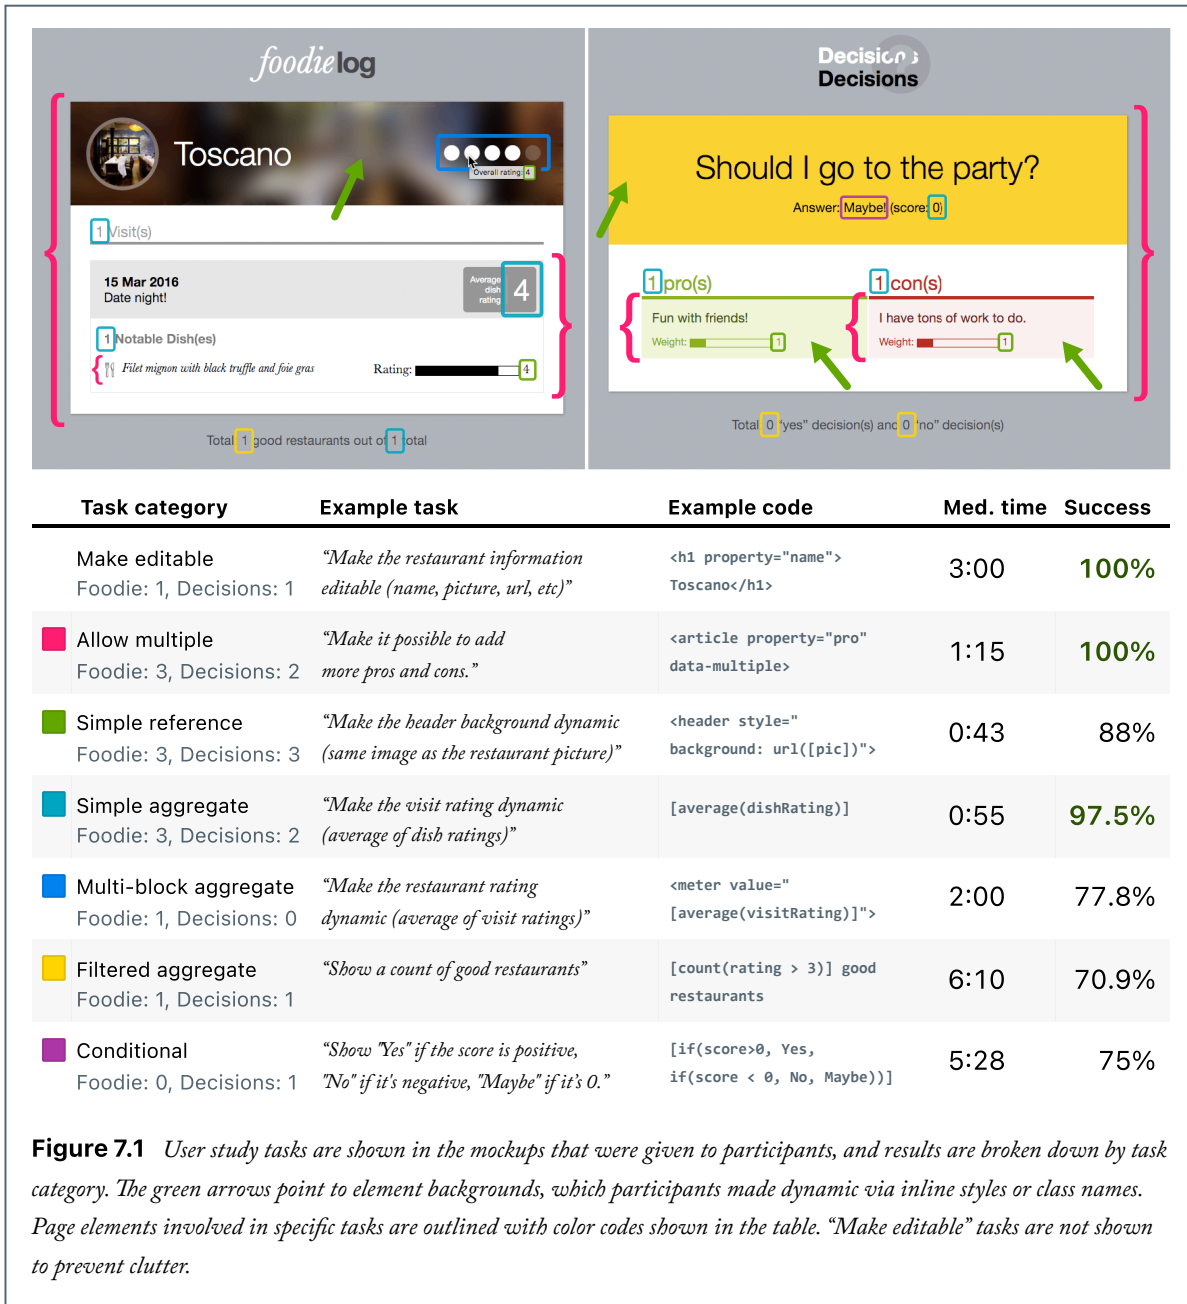 foodielog
Toscano
Overall rating: 4
1 Visit(s)
15 Mar 2016
Date night!
Average
dish
rating
4
1 Notable Dish(es)
Filet mignon with black truffle and foie gras
Rating: 4
Total 1 good restaurants out of 1 total
Decisions
Decisions
Should I go to the party?
Answer: Maybe! (score: 0)
1 pro(s)
Fun with friends!
Weight: 1
1 con(s)
I have tons of work to do.
Weight: 1
Total 0 "yes" decision(s) and 0 "no" decision(s)
Task category Example task Example code Med. time Success
Make editable
Foodie: 1, Decisions: 1
“Make the restaurant information
editable (name, picture, url, etc)”
<h1 property="name">
Toscano</h1>
3:00 100%
Allow multiple
Foodie: 3, Decisions: 2
“Make it possible to add
more pros and cons.”
<article property="pro"
data-multiple>
1:15 100%
Simple reference
Foodie: 3, Decisions: 3
“Make the header background dynamic
(same image as the restaurant picture)”
<header style="
background: url([pic])">
0:43 88%
Simple aggregate
Foodie: 3, Decisions: 2
“Make the visit rating dynamic
(average of dish ratings)”
[average(dishRating)]
0:55 97.5%
Multi-block aggregate
Foodie: 1, Decisions: 0
“Make the restaurant rating
dynamic (average of visit ratings)”
<meter value="
[average(visitRating)]">
2:00 77.8%
Filtered aggregate
Foodie: 1, Decisions: 1
“Show a count of good restaurants”
[count(rating > 3)] good
restaurants
6:10 70.9%
Conditional
Foodie: 0, Decisions: 1
“Show "Yes" if the score is positive,
"No" if it's negative, "Maybe" if it’s 0.”
[if(score>0, Yes,
if(score < 0, No, Maybe))]
5:28 75%
Figure 7.1 User study tasks are shown in the mockups that were given to participants, and results are broken down by task
category. The green arrows point to element backgrounds, which participants made dynamic via inline styles or class names.
Page elements involved in specific tasks are outlined with color codes shown in the table. “Make editable” tasks are not shown
to prevent clutter.